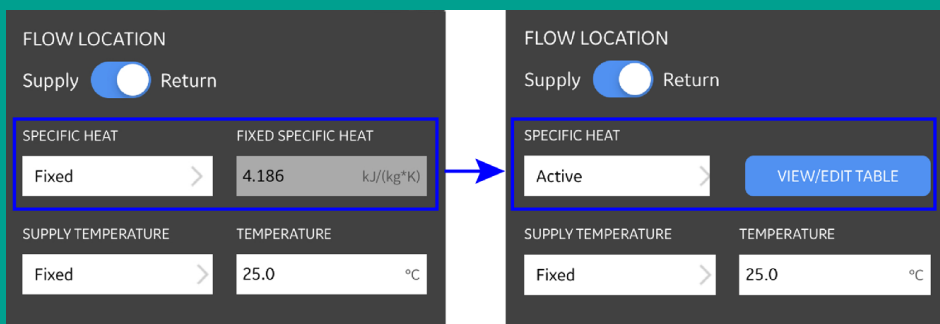 FLOW LOCATION
Supply Return
SPECIFIC HEAT FIXED SPECIFIC HEAT
Fixed 4.186 kJ/(kg*K)
SUPPLY TEMPERATURE TEMPERATURE
Fixed 25.0 °C
FLOW LOCATION
Supply Return
SPECIFIC HEAT
Active VIEW/EDIT TABLE
SUPPLY TEMPERATURE TEMPERATURE
Fixed 25.0 °C